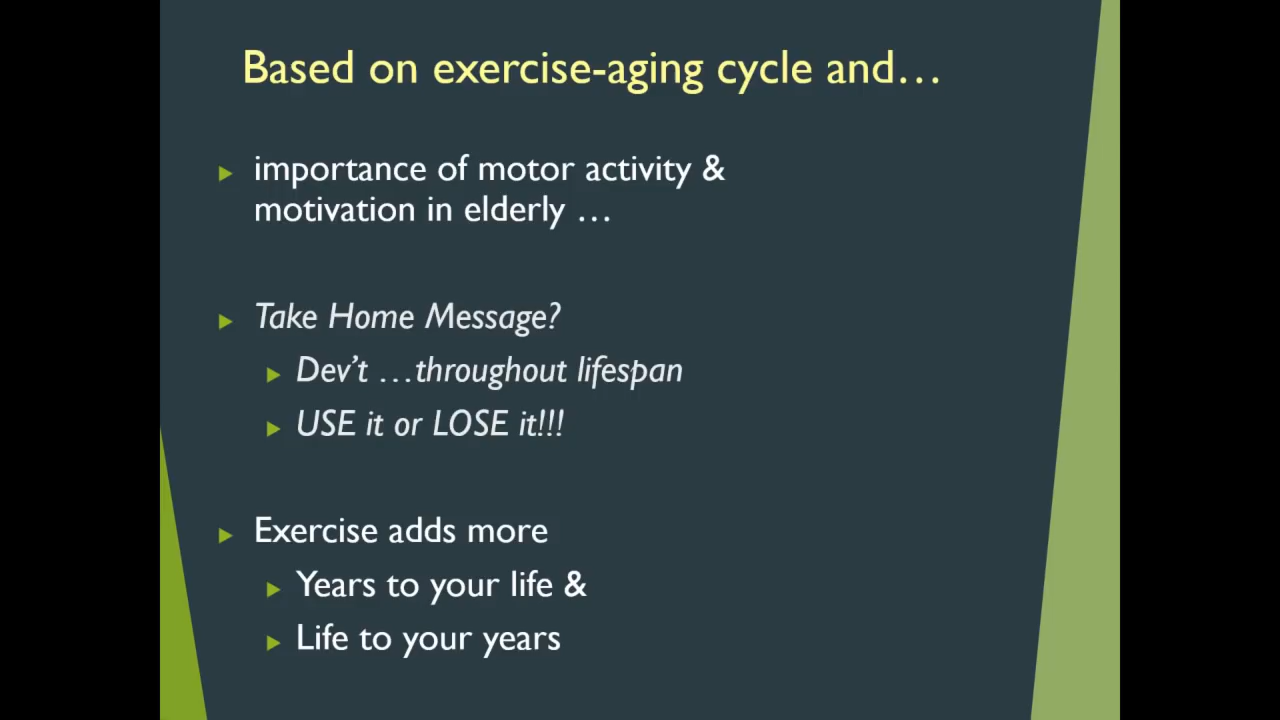 Based on exercise-aging cycle and…
importance of motor activity &
motivation in elderly …
Take Home Message?
Dev’t …throughout lifespan
USE it or LOSE it!!!
Exercise adds more
Years to your life &
Life to your years